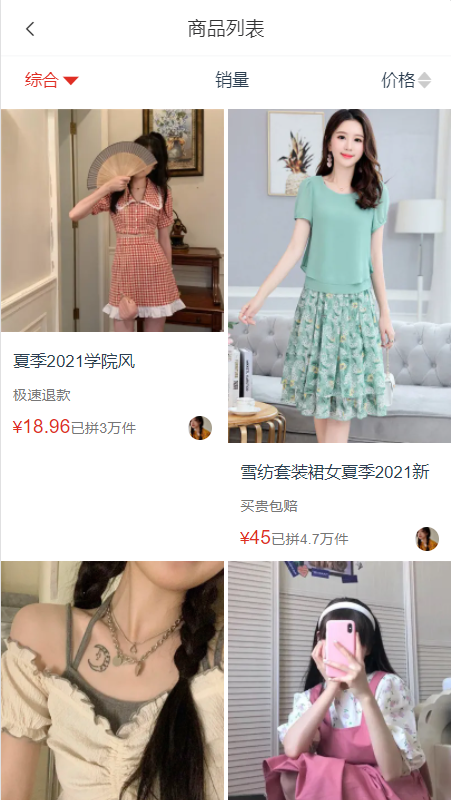 商品列表
综合
销量
价格
夏季2021学院风
极速退款
¥18.96已拼3万件
雪纺套装裙女夏季2021新
买贵包赔
¥45已拼4.7万件